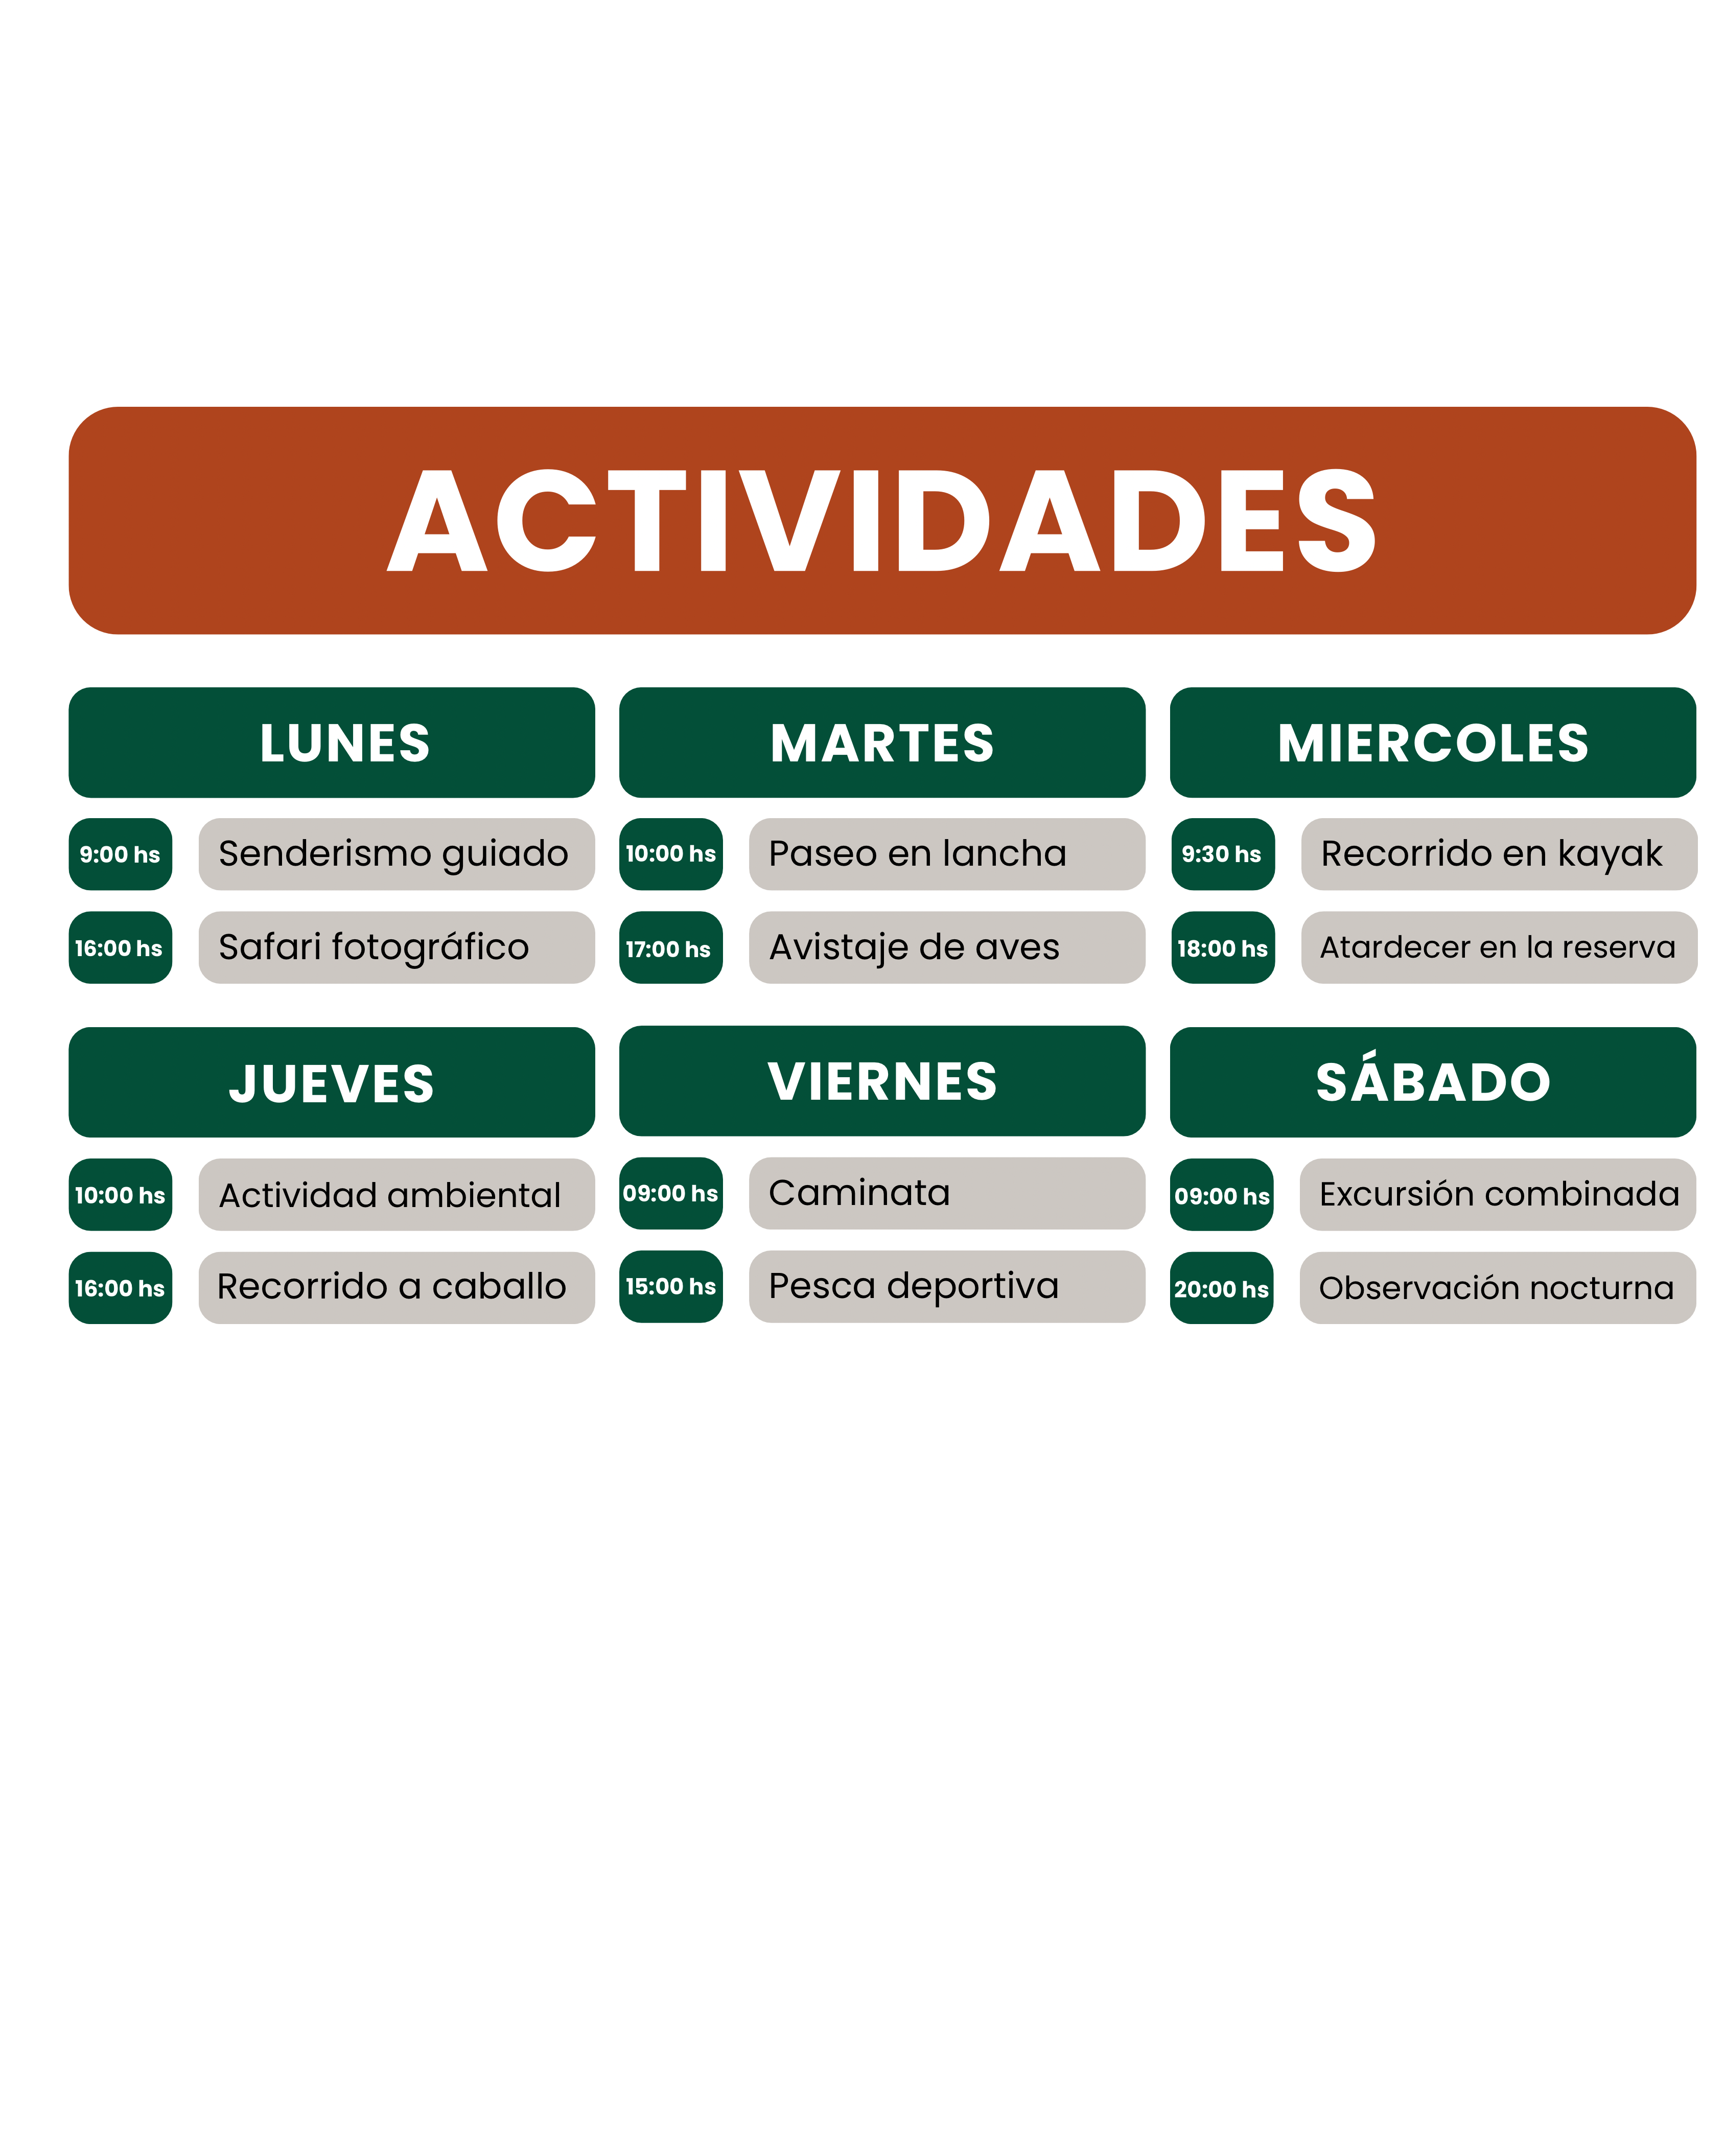 ACTIVIDADES
LUNES
9:00 hs Senderismo guiado
16:00 hs Safari fotográfico
MARTES
10:00 hs Paseo en lancha
17:00 hs Avistaje de aves
MIERCOLES
9:30 hs Recorrido en kayak
18:00 hs Atardecer en la reserva
JUEVES
10:00 hs Actividad ambiental
16:00 hs Recorrido a caballo
VIERNES
09:00 hs Caminata
15:00 hs Pesca deportiva
SÁBADO
09:00 hs Excursión combinada
20:00 hs Observación nocturna